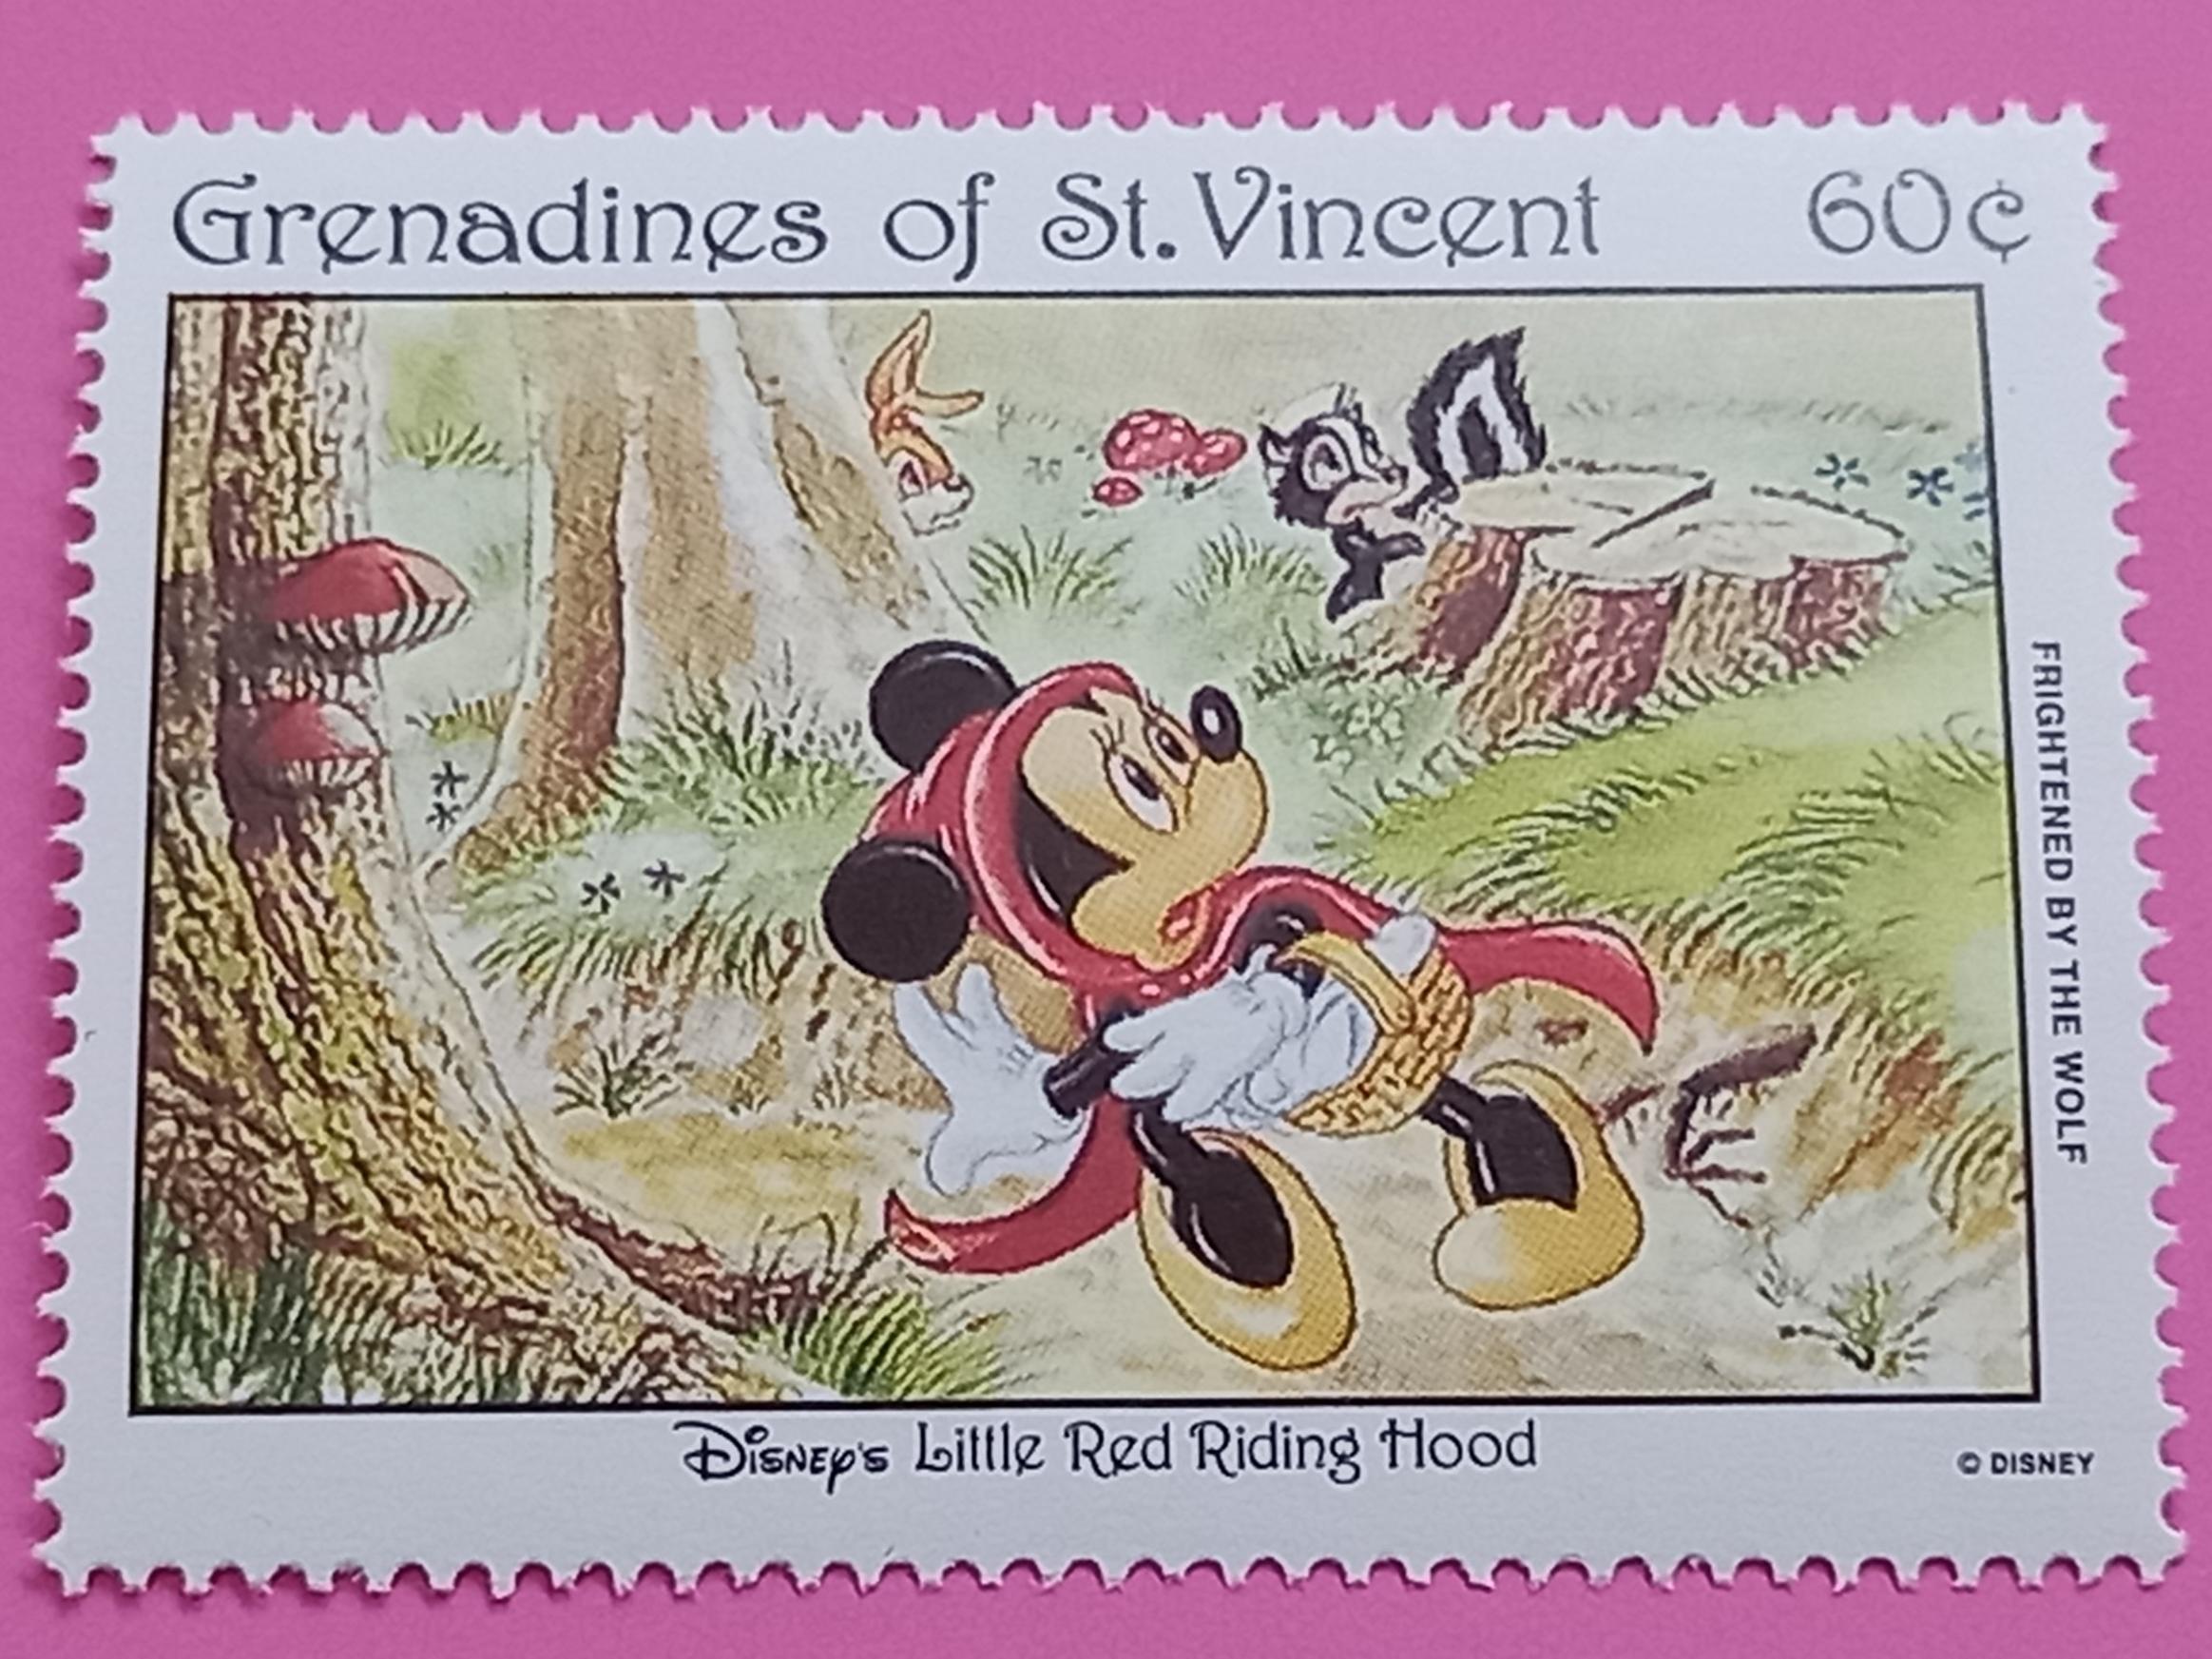 Grenadines of St. Vincent 60¢
FRIGHTENED BY THE WOLF
Disney's Little Red Riding Hood
© DISNEY